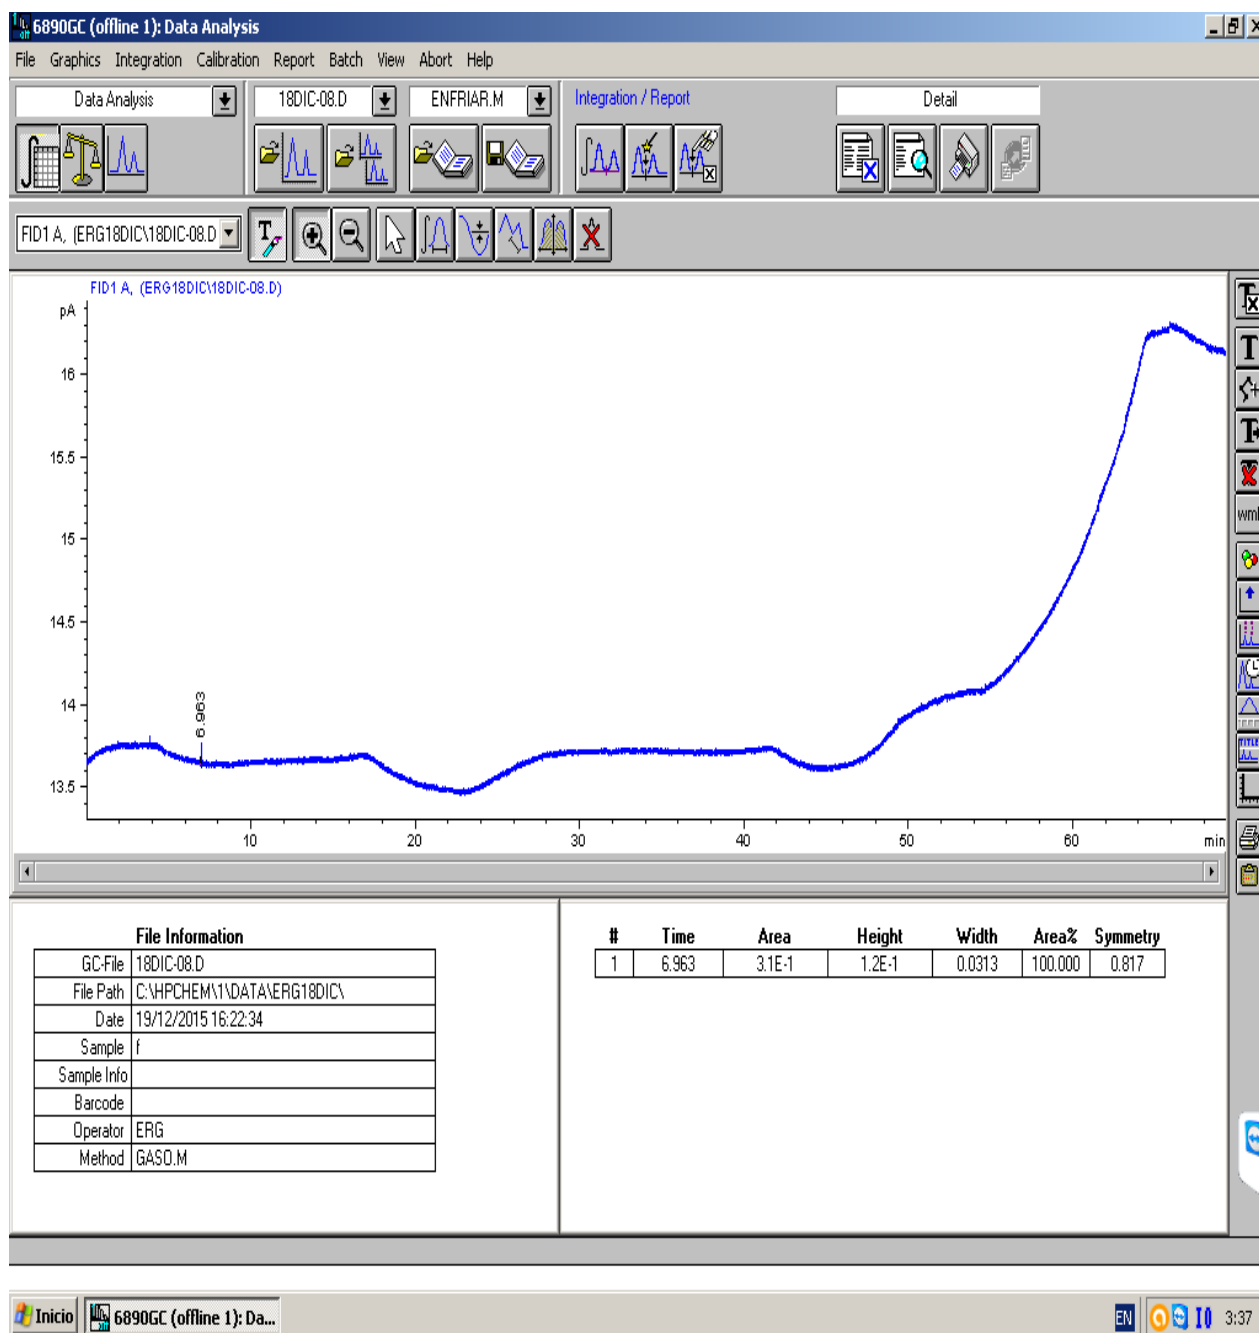 6890GC (offline 1): Data Analysis
File Graphics Integration Calibration Report Batch View Abort Help
Data Analysis 18DIC-08.D ENFRIAR.M Integration / Report Detail
FID1 A, (ERG18DIC\18DIC-08.D
FID1 A, (ERG18DIC\18DIC-08.D)
pA
16
15.5
15
14.5
14
13.5
6.963
10 20 30 40 50 60 min
File Information
GC-File 18DIC-08.D
File Path C:\HPCHEM\1\DATA\ERG18DIC\
Date 19/12/2015 16:22:34
Sample f
Sample Info
Barcode
Operator ERG
Method GASO.M
# Time Area Height Width Area% Symmetry
1 6.963 3.1E-1 1.2E-1 0.0313 100.000 0.817
Inicio 6890GC (offline 1): Da... EN 3:37